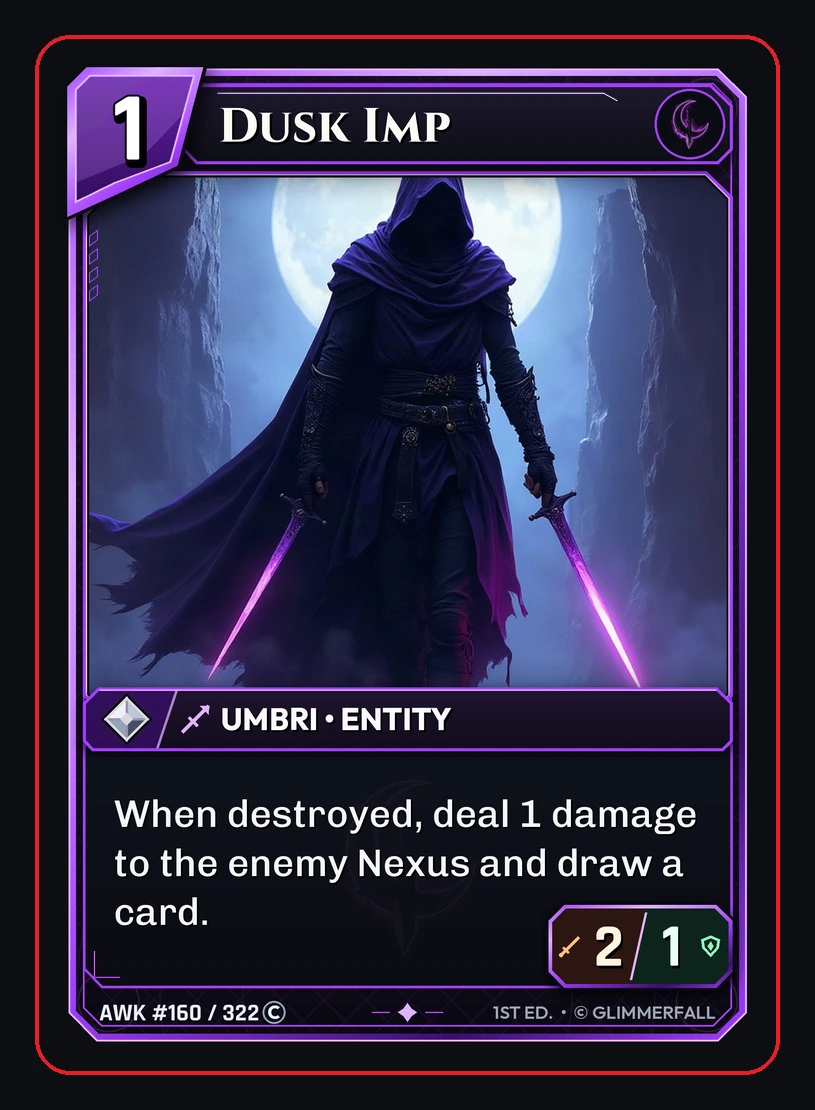 1
Dusk Imp
UMBRI • ENTITY
When destroyed, deal 1 damage
to the enemy Nexus and draw a
card.
2 / 1
AWK #160 / 322 Ⓒ
1ST ED. • © GLIMMERFALL